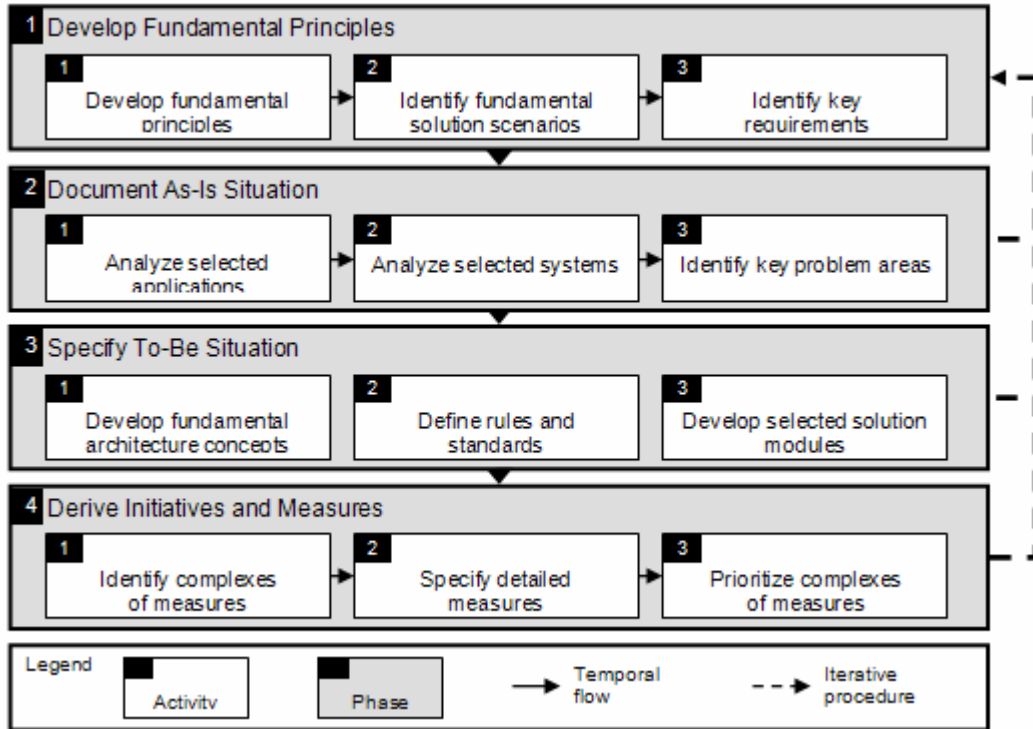 1 Develop Fundamental Principles
1
Develop fundamental
principles
2
Identify fundamental
solution scenarios
3
Identify key
requirements
2 Document As-Is Situation
1
Analyze selected
applications
2
Analyze selected systems
3
Identify key problem areas
3 Specify To-Be Situation
1
Develop fundamental
architecture concepts
2
Define rules and
standards
3
Develop selected solution
modules
4 Derive Initiatives and Measures
1
Identify complexes
of measures
2
Specify detailed
measures
3
Prioritize complexes
of measures
Legend
Activity
Phase
Temporal
flow
Iterative
procedure